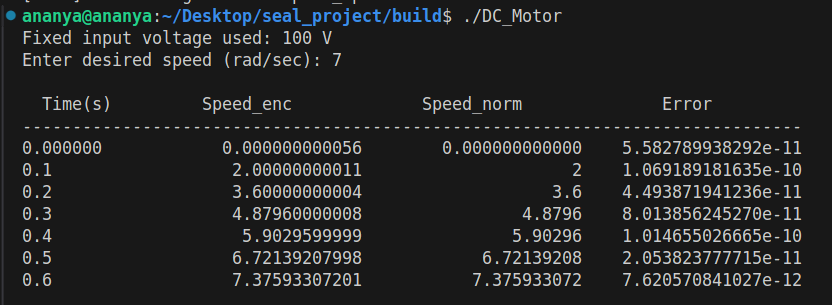 ananya@ananya:~/Desktop/seal_project/build$ ./DC_Motor
Fixed input voltage used: 100 V
Enter desired speed (rad/sec): 7
Time(s) Speed_enc Speed_norm Error
--------------------------------------------------------------------------------
0.000000 0.000000000056 0.000000000000 5.582789938292e-11
0.1 2.00000000011 2 1.069189181635e-10
0.2 3.60000000004 3.6 4.493871941236e-11
0.3 4.87960000008 4.8796 8.013856245270e-11
0.4 5.9029599999 5.90296 1.014655026665e-10
0.5 6.72139207998 6.72139208 2.053823777715e-11
0.6 7.37593307201 7.375933072 7.620570841027e-12